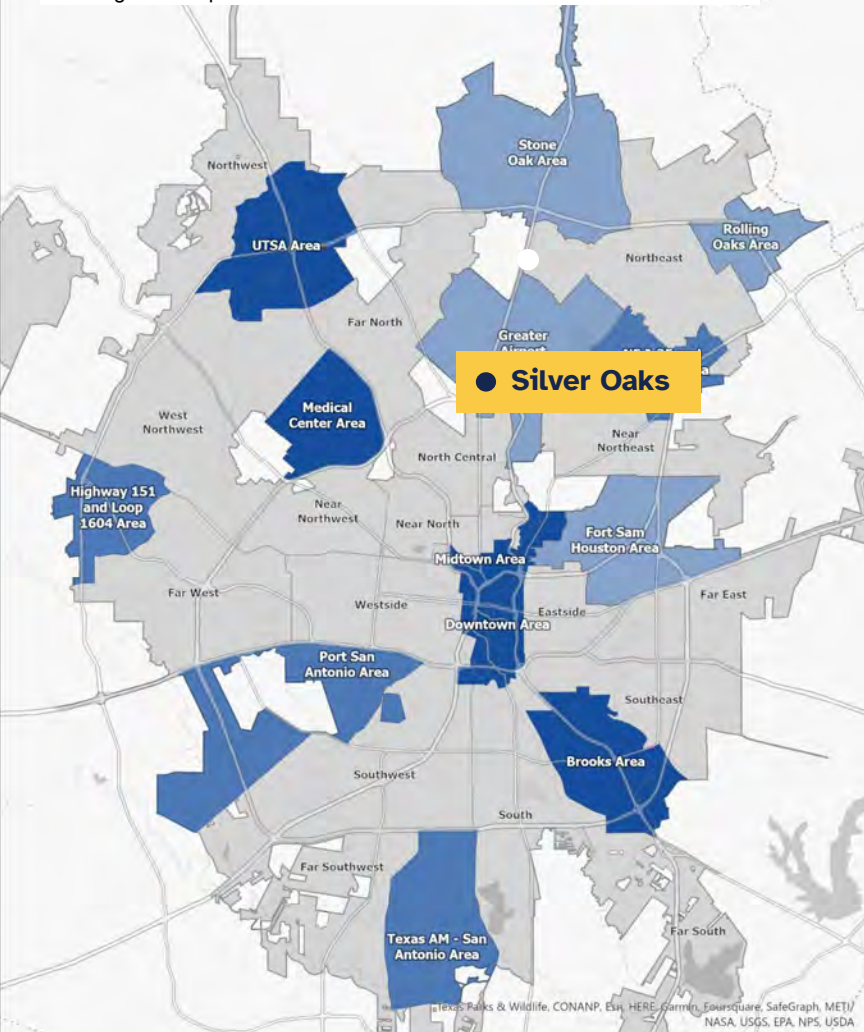 Stone
Oak Area
Northwest
Rolling
Oaks Area
UTSA Area
Northeast
Far North
Greater
Silver Oaks
Medical
Center Area
West
Northwest
Near
Northeast
North Central
Highway 151
and Loop
1604 Area
Near
Northwest
Near North
Fort Sam
Houston Area
Midtown Area
Far West
Far East
Westside
Eastside
Downtown Area
Port San
Antonio Area
Southeast
Brooks Area
Southwest
South
Far Southwest
Far South
Texas AM - San
Antonio Area
Texas Parks & Wildlife, CONANP, Esri, HERE, Garmin, Foursquare, SafeGraph, METI/
NASA, USGS, EPA, NPS, USDA